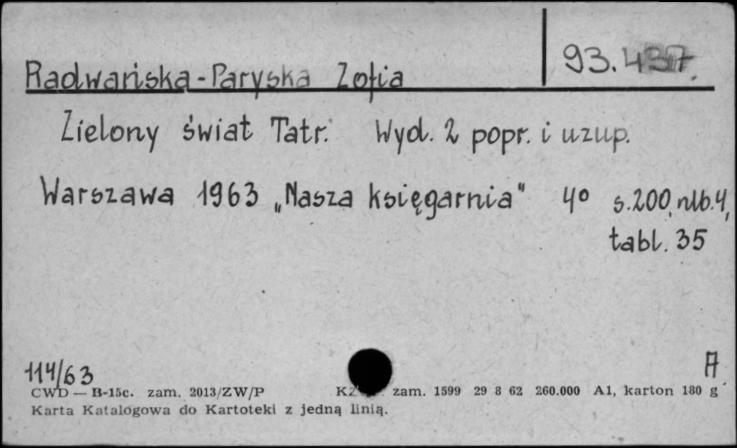 93.437.
Radwańska-Paryska Zofia
Zielony świat Tatr. Wyd. 2 popr. i uzup.
Warszawa 1963 „Nasza księgarnia" 4° s. 200, nlb. 4,
tabl. 35
114/63
A
CWD — B-15c. zam. 2013/ZW/P zam. 1599 29 8 62 260.000 A1, karton 180 g
Karta Katalogowa do Kartoteki z jedną linią.